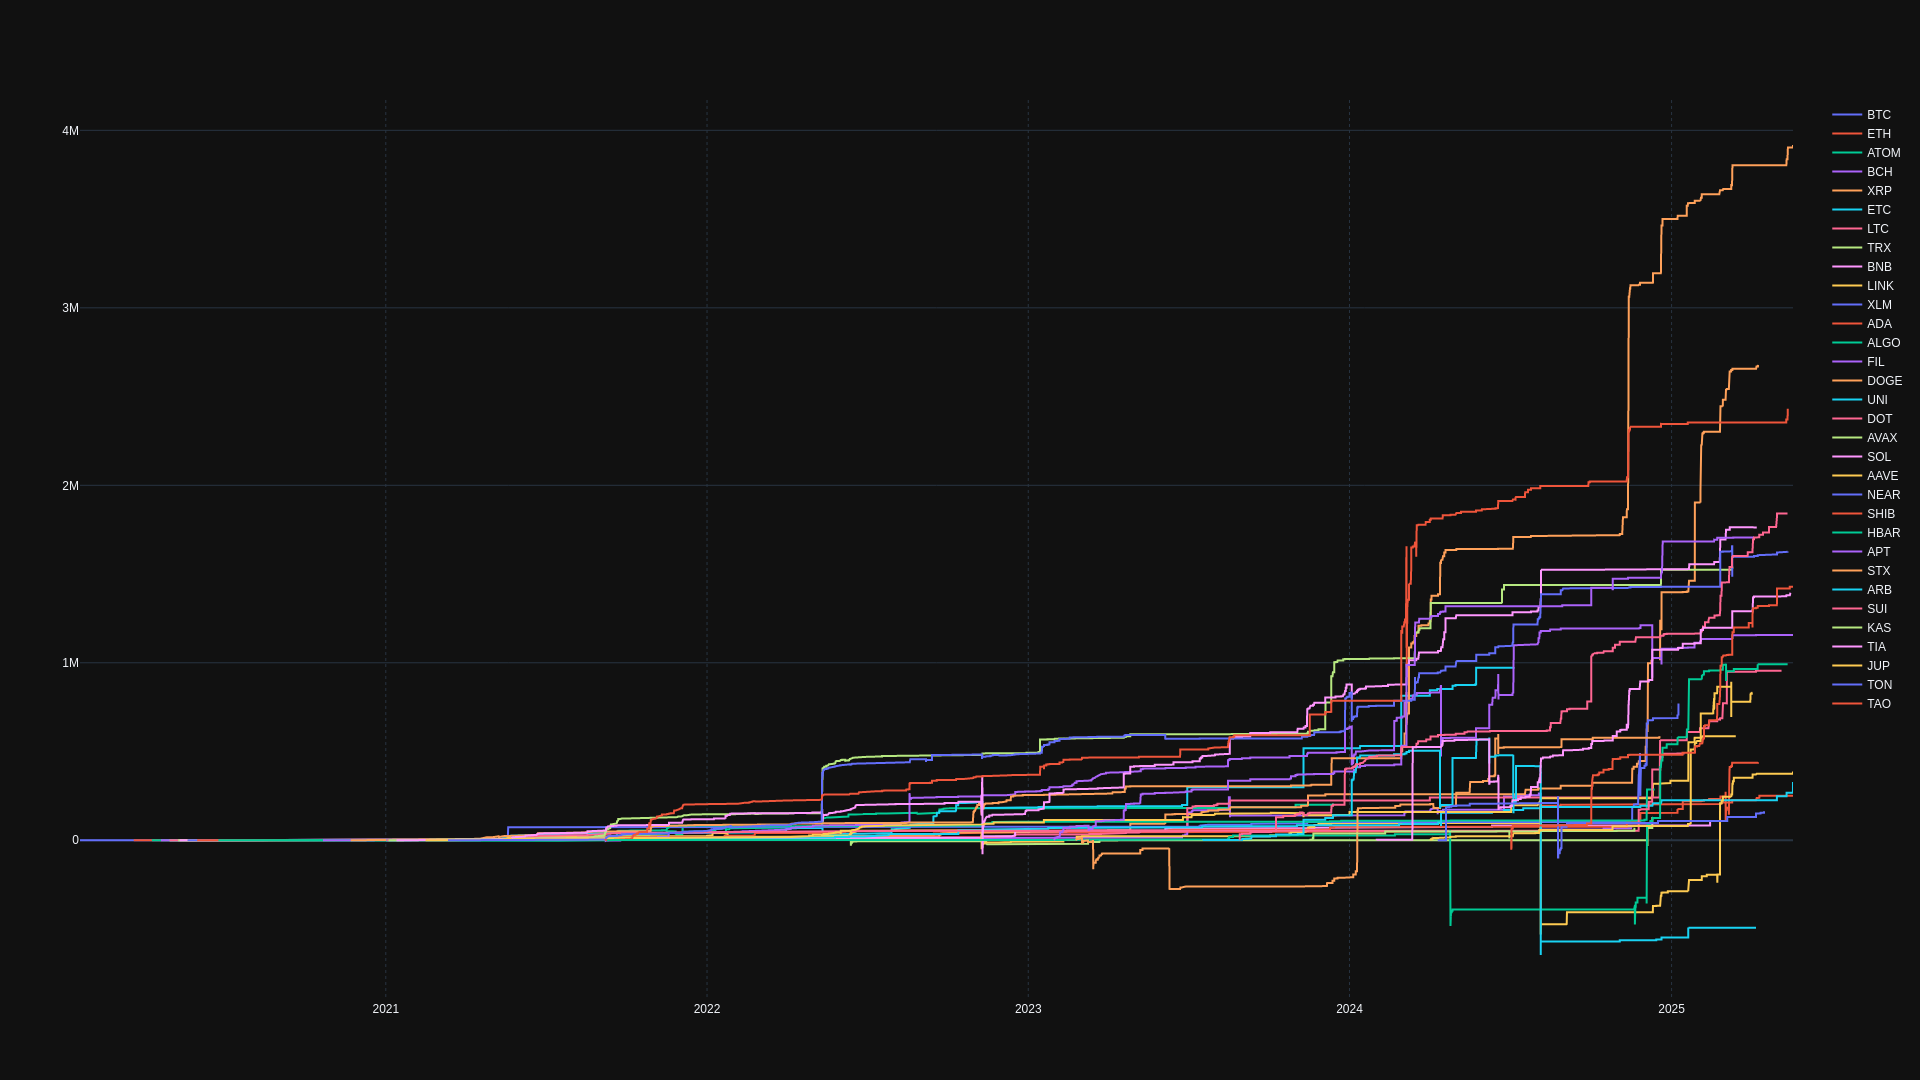 4M
3M
2M
1M
0
2021
2022
2023
2024
2025
BTC
ETH
ATOM
BCH
XRP
ETC
LTC
TRX
BNB
LINK
XLM
ADA
ALGO
FIL
DOGE
UNI
DOT
AVAX
SOL
AAVE
NEAR
SHIB
HBAR
APT
STX
ARB
SUI
KAS
TIA
JUP
TON
TAO